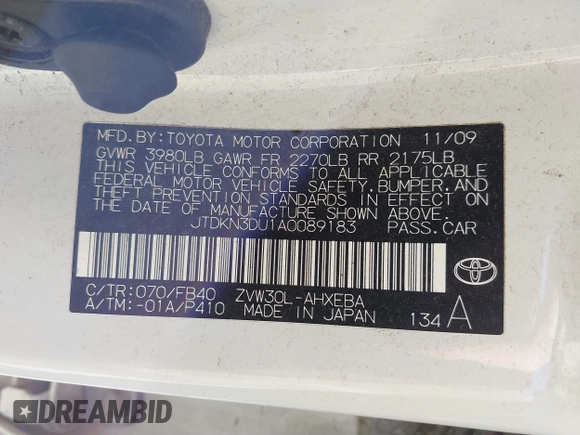 MFD. BY: TOYOTA MOTOR CORPORATION 11/09
GVWR 3980LB GAWR FR 2270LB RR 2175LB
THIS VEHICLE CONFORMS TO ALL APPLICABLE
FEDERAL MOTOR VEHICLE SAFETY, BUMPER, AND
THEFT PREVENTION STANDARDS IN EFFECT ON
THE DATE OF MANUFACTURE SHOWN ABOVE.
JTDKN3DU1A0089183 PASS. CAR
C/TR: 070/FB40 ZVW30L-AHXEBA
A/TM: -01A/P410 MADE IN JAPAN 134 A
DREAMBID